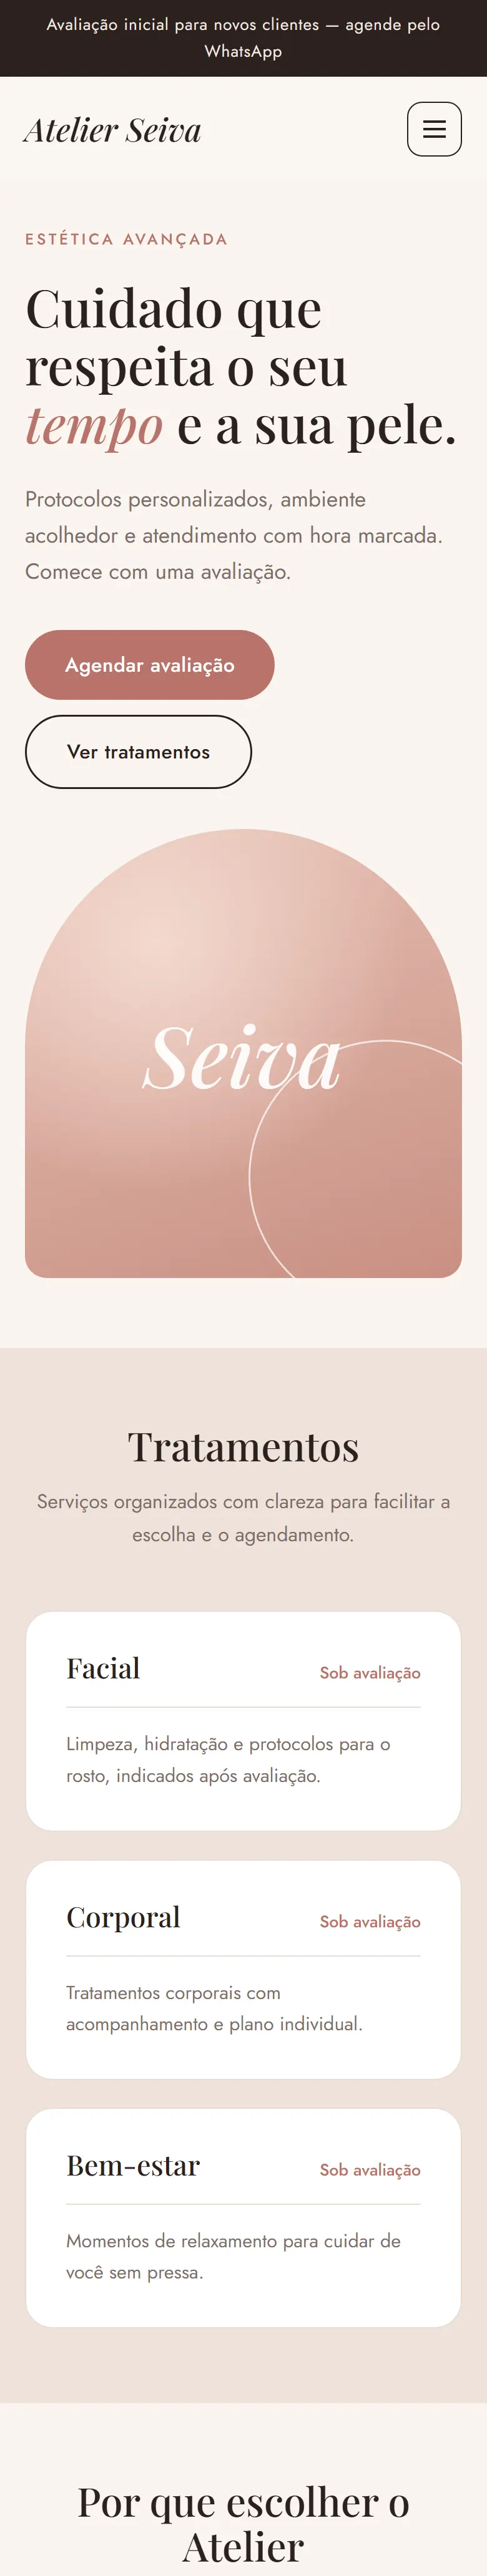 Avaliação inicial para novos clientes — agende pelo
WhatsApp
Atelier Seiva
ESTÉTICA AVANÇADA
Cuidado que
respeita o seu
tempo e a sua pele.
Protocolos personalizados, ambiente
acolhedor e atendimento com hora marcada.
Comece com uma avaliação.
Agendar avaliação
Ver tratamentos
Seiva
Tratamentos
Serviços organizados com clareza para facilitar a
escolha e o agendamento.
Facial
Sob avaliação
Limpeza, hidratação e protocolos para o
rosto, indicados após avaliação.
Corporal
Sob avaliação
Tratamentos corporais com
acompanhamento e plano individual.
Bem-estar
Sob avaliação
Momentos de relaxamento para cuidar de
você sem pressa.
Por que escolher o
Atelier